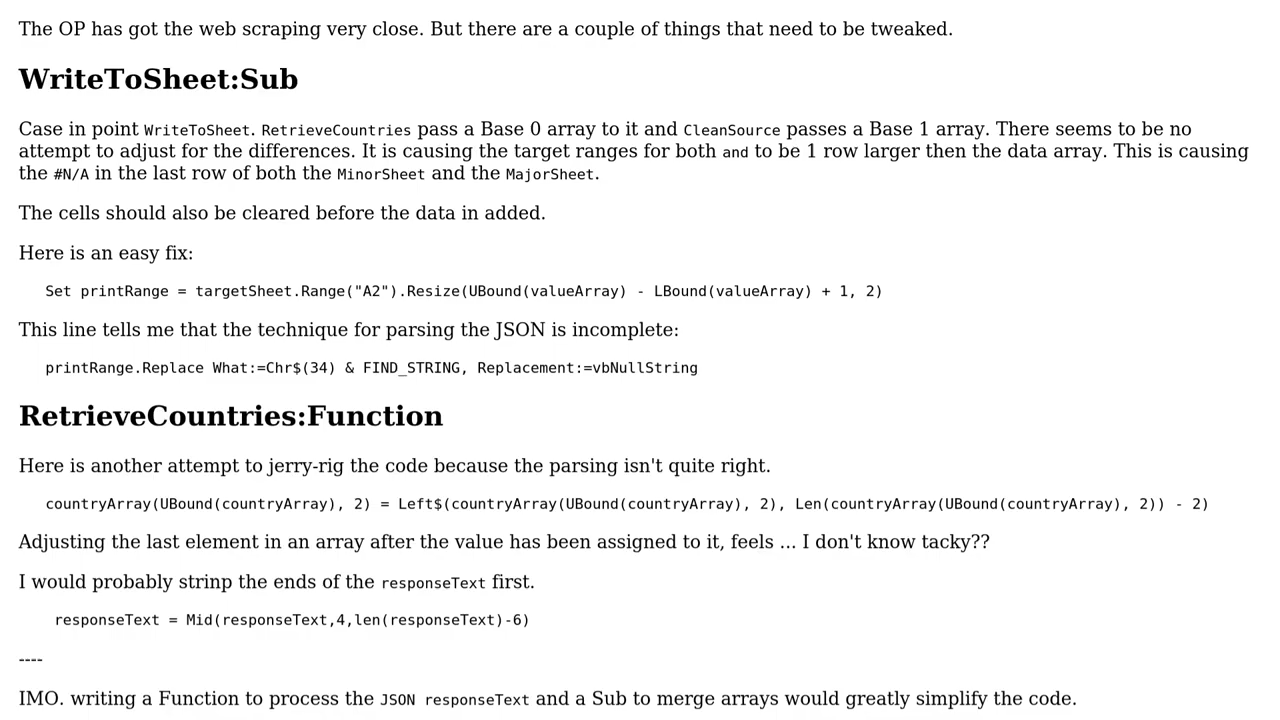 The OP has got the web scraping very close. But there are a couple of things that need to be tweaked.
WriteToSheet:Sub
Case in point WriteToSheet. RetrieveCountries pass a Base 0 array to it and CleanSource passes a Base 1 array. There seems to be no
attempt to adjust for the differences. It is causing the target ranges for both and to be 1 row larger then the data array. This is causing
the #N/A in the last row of both the MinorSheet and the MajorSheet.
The cells should also be cleared before the data in added.
Here is an easy fix:
Set printRange = targetSheet.Range("A2").Resize(UBound(valueArray) - LBound(valueArray) + 1, 2)
This line tells me that the technique for parsing the JSON is incomplete:
printRange.Replace What:=Chr$(34) & FIND_STRING, Replacement:=vbNullString
RetrieveCountries:Function
Here is another attempt to jerry-rig the code because the parsing isn't quite right.
countryArray(UBound(countryArray), 2) = Left$(countryArray(UBound(countryArray), 2), Len(countryArray(UBound(countryArray), 2)) - 2)
Adjusting the last element in an array after the value has been assigned to it, feels ... I don't know tacky??
I would probably strinp the ends of the responseText first.
responseText = Mid(responseText,4,len(responseText)-6)
----
IMO. writing a Function to process the JSON responseText and a Sub to merge arrays would greatly simplify the code.